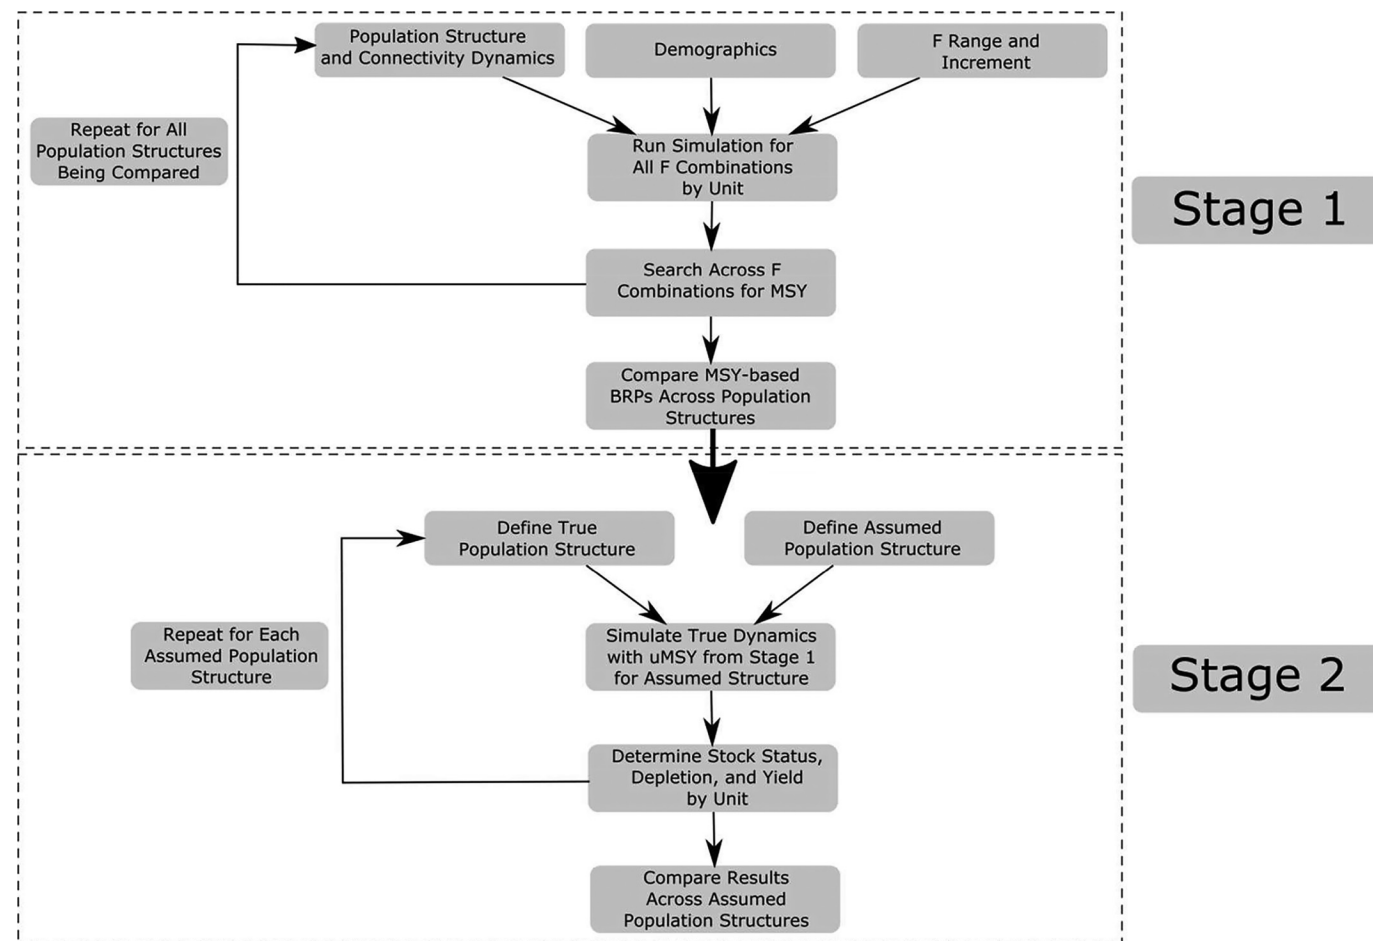 Population Structure
and Connectivity Dynamics
Demographics
F Range and
Increment
Repeat for All
Population Structures
Being Compared
Run Simulation for
All F Combinations
by Unit
Stage 1
Search Across F
Combinations for MSY
Compare MSY-based
BRPs Across Population
Structures
Define True
Population Structure
Define Assumed
Population Structure
Repeat for Each
Assumed Population
Structure
Simulate True Dynamics
with uMSY from Stage 1
for Assumed Structure
Stage 2
Determine Stock Status,
Depletion, and Yield
by Unit
Compare Results
Across Assumed
Population Structures